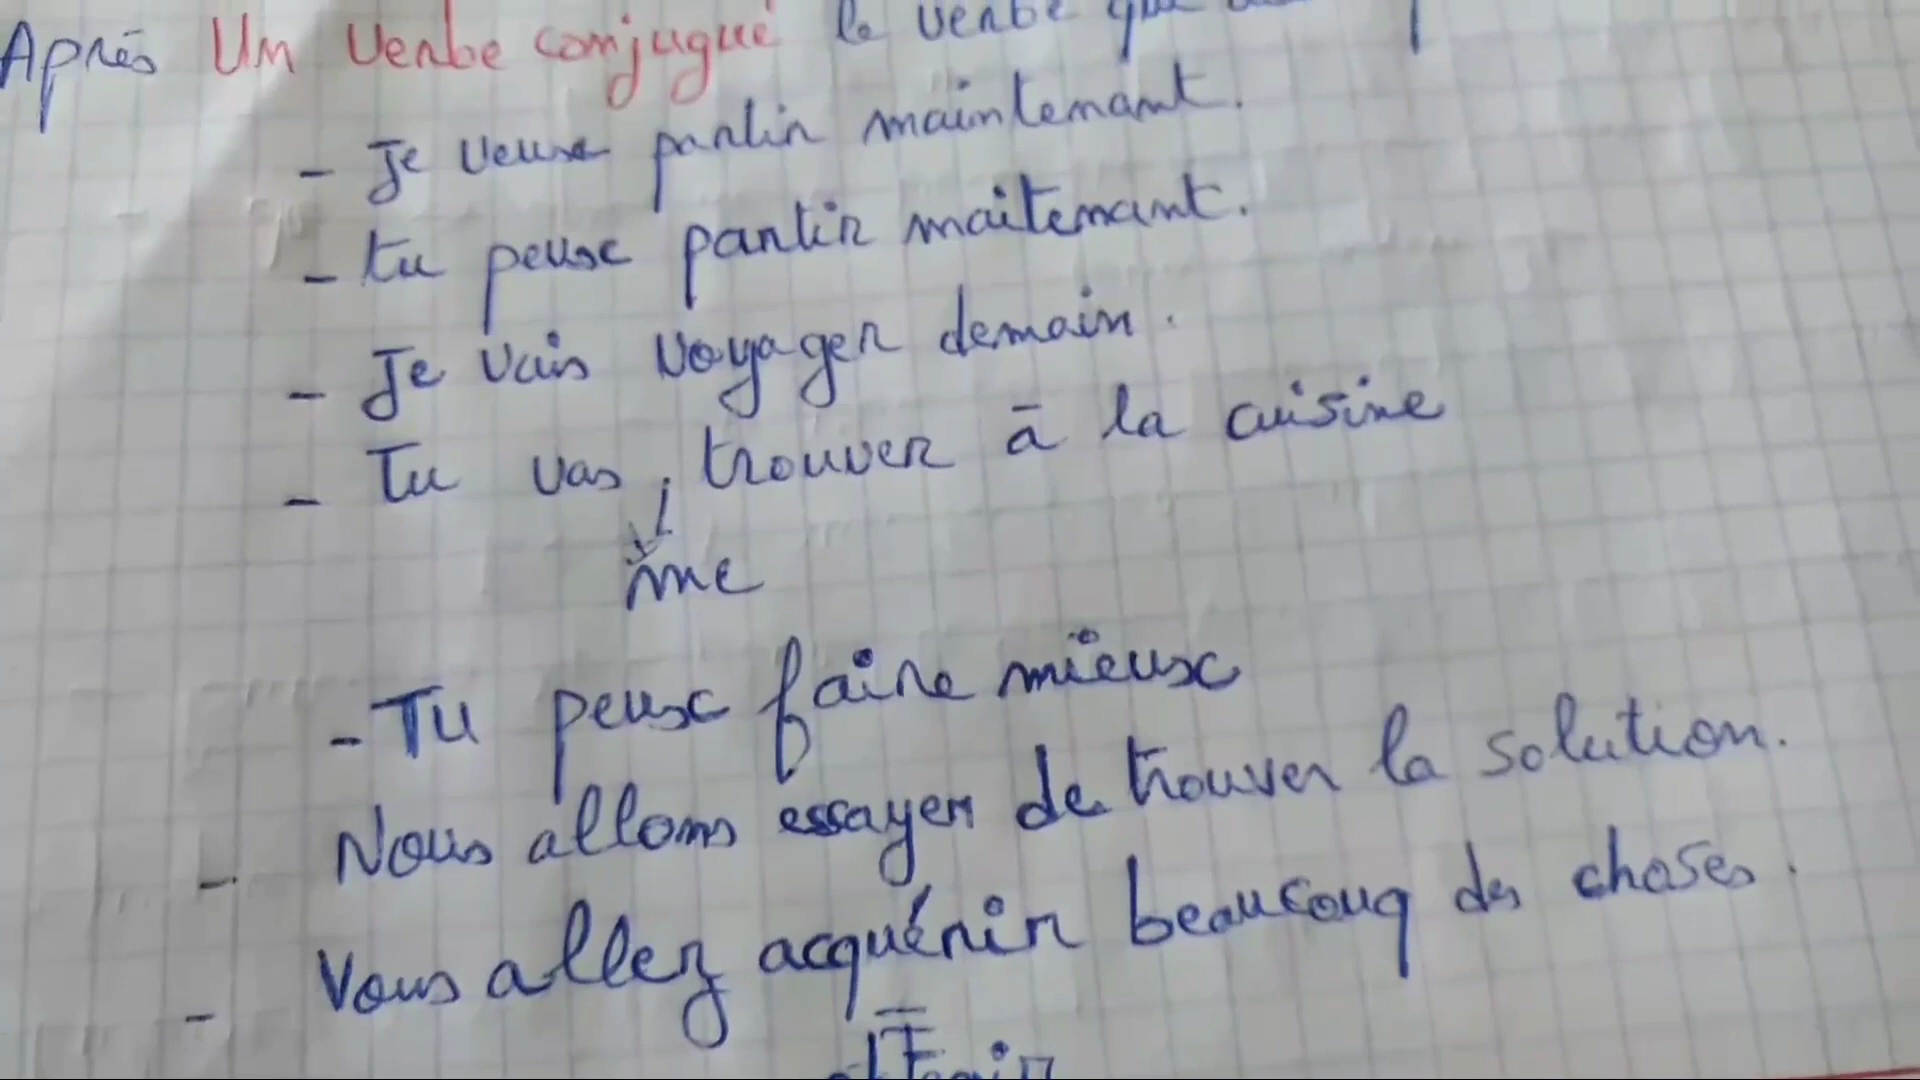 Après Un verbe conjugué le verbe que
- Je veux partir maintenant.
- tu peux partir maitenant.
- Je vais voyager demain.
- Tu vas, trouver à la cuisine
me
- Tu peux faire mieux
- Nous allons essayer de trouver la solution.
- Vous allez acquérir beaucoup des choses.
=
obtenir